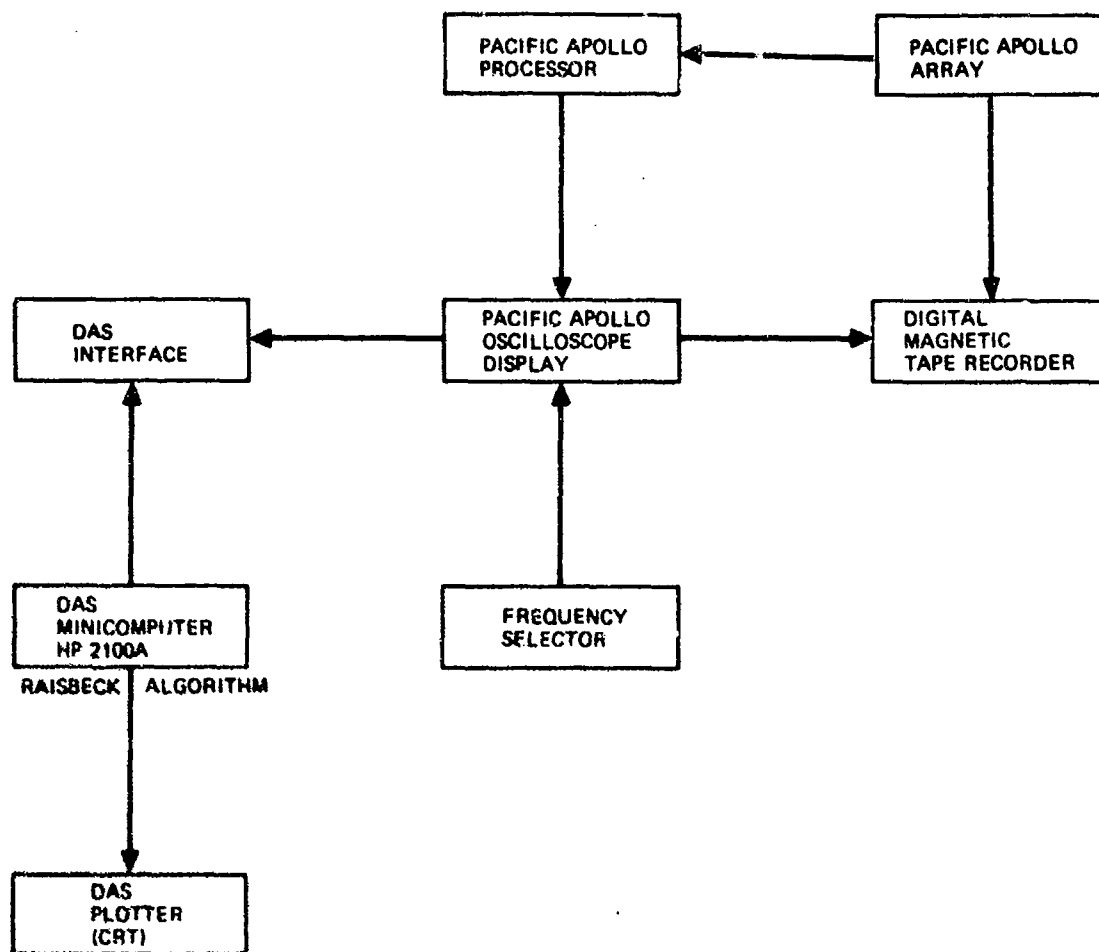 PACIFIC APOLLO
PROCESSOR
PACIFIC APOLLO
ARRAY
DAS
INTERFACE
PACIFIC APOLLO
OSCILLOSCOPE
DISPLAY
DIGITAL
MAGNETIC
TAPE RECORDER
DAS
MINICOMPUTER
HP 2100A
FREQUENCY
SELECTOR
RAISBECK ALGORITHM
DAS
PLOTTER
(CRT)